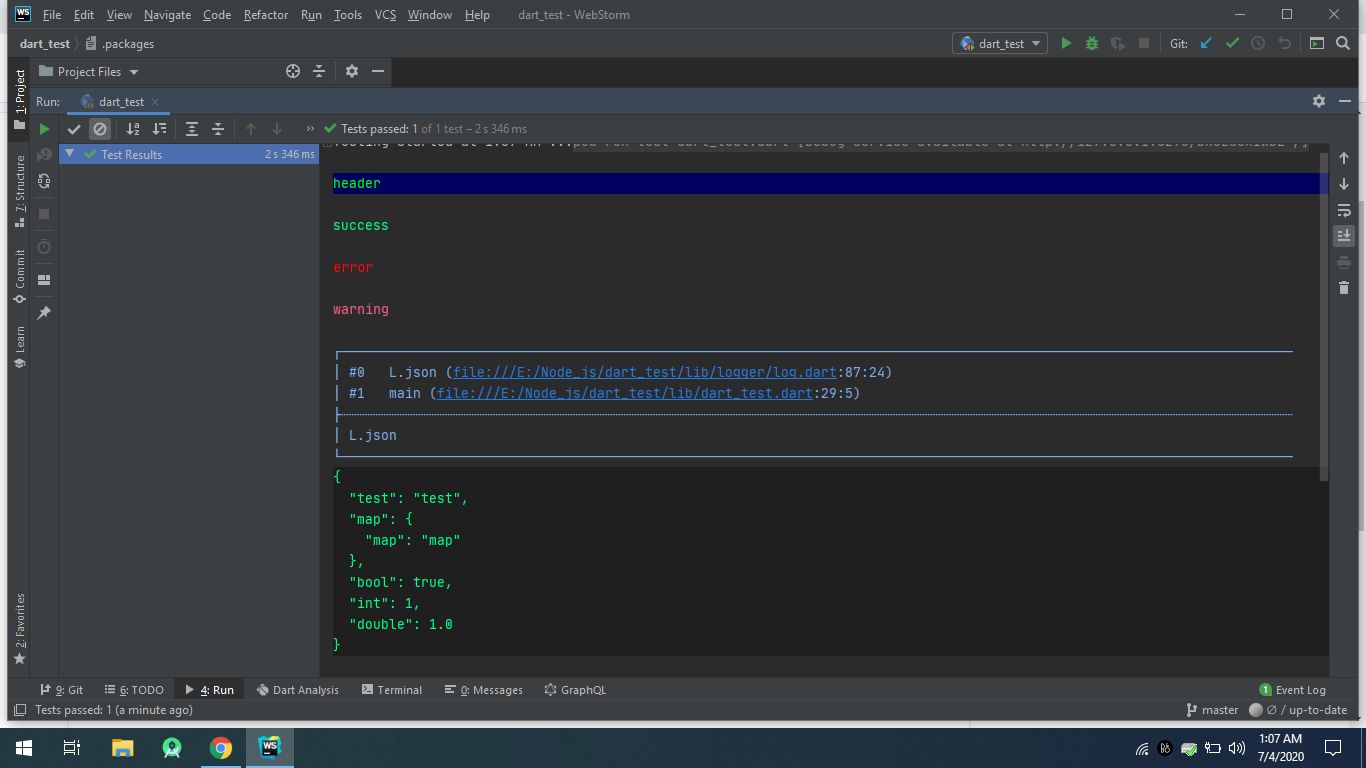 WS File Edit View Navigate Code Refactor Run Tools VCS Window Help dart_test - WebStorm
dart_test .packages dart_test Git:
Project Files
1: Project
Run: dart_test
›› Tests passed: 1 of 1 test – 2 s 346 ms
Test Results 2 s 346 ms
header
success
error
warning
#0 L.json (file:///E:/Node_js/dart_test/lib/logger/log.dart:87:24)
#1 main (file:///E:/Node_js/dart_test/lib/dart_test.dart:29:5)
L.json
{
"test": "test",
"map": {
"map": "map"
},
"bool": true,
"int": 1,
"double": 1.0
}
7: Structure
Commit
Learn
2: Favorites
9: Git 6: TODO 4: Run Dart Analysis Terminal 0: Messages GraphQL 1 Event Log
Tests passed: 1 (a minute ago) master ∅ / up-to-date
WS
1:07 AM
7/4/2020